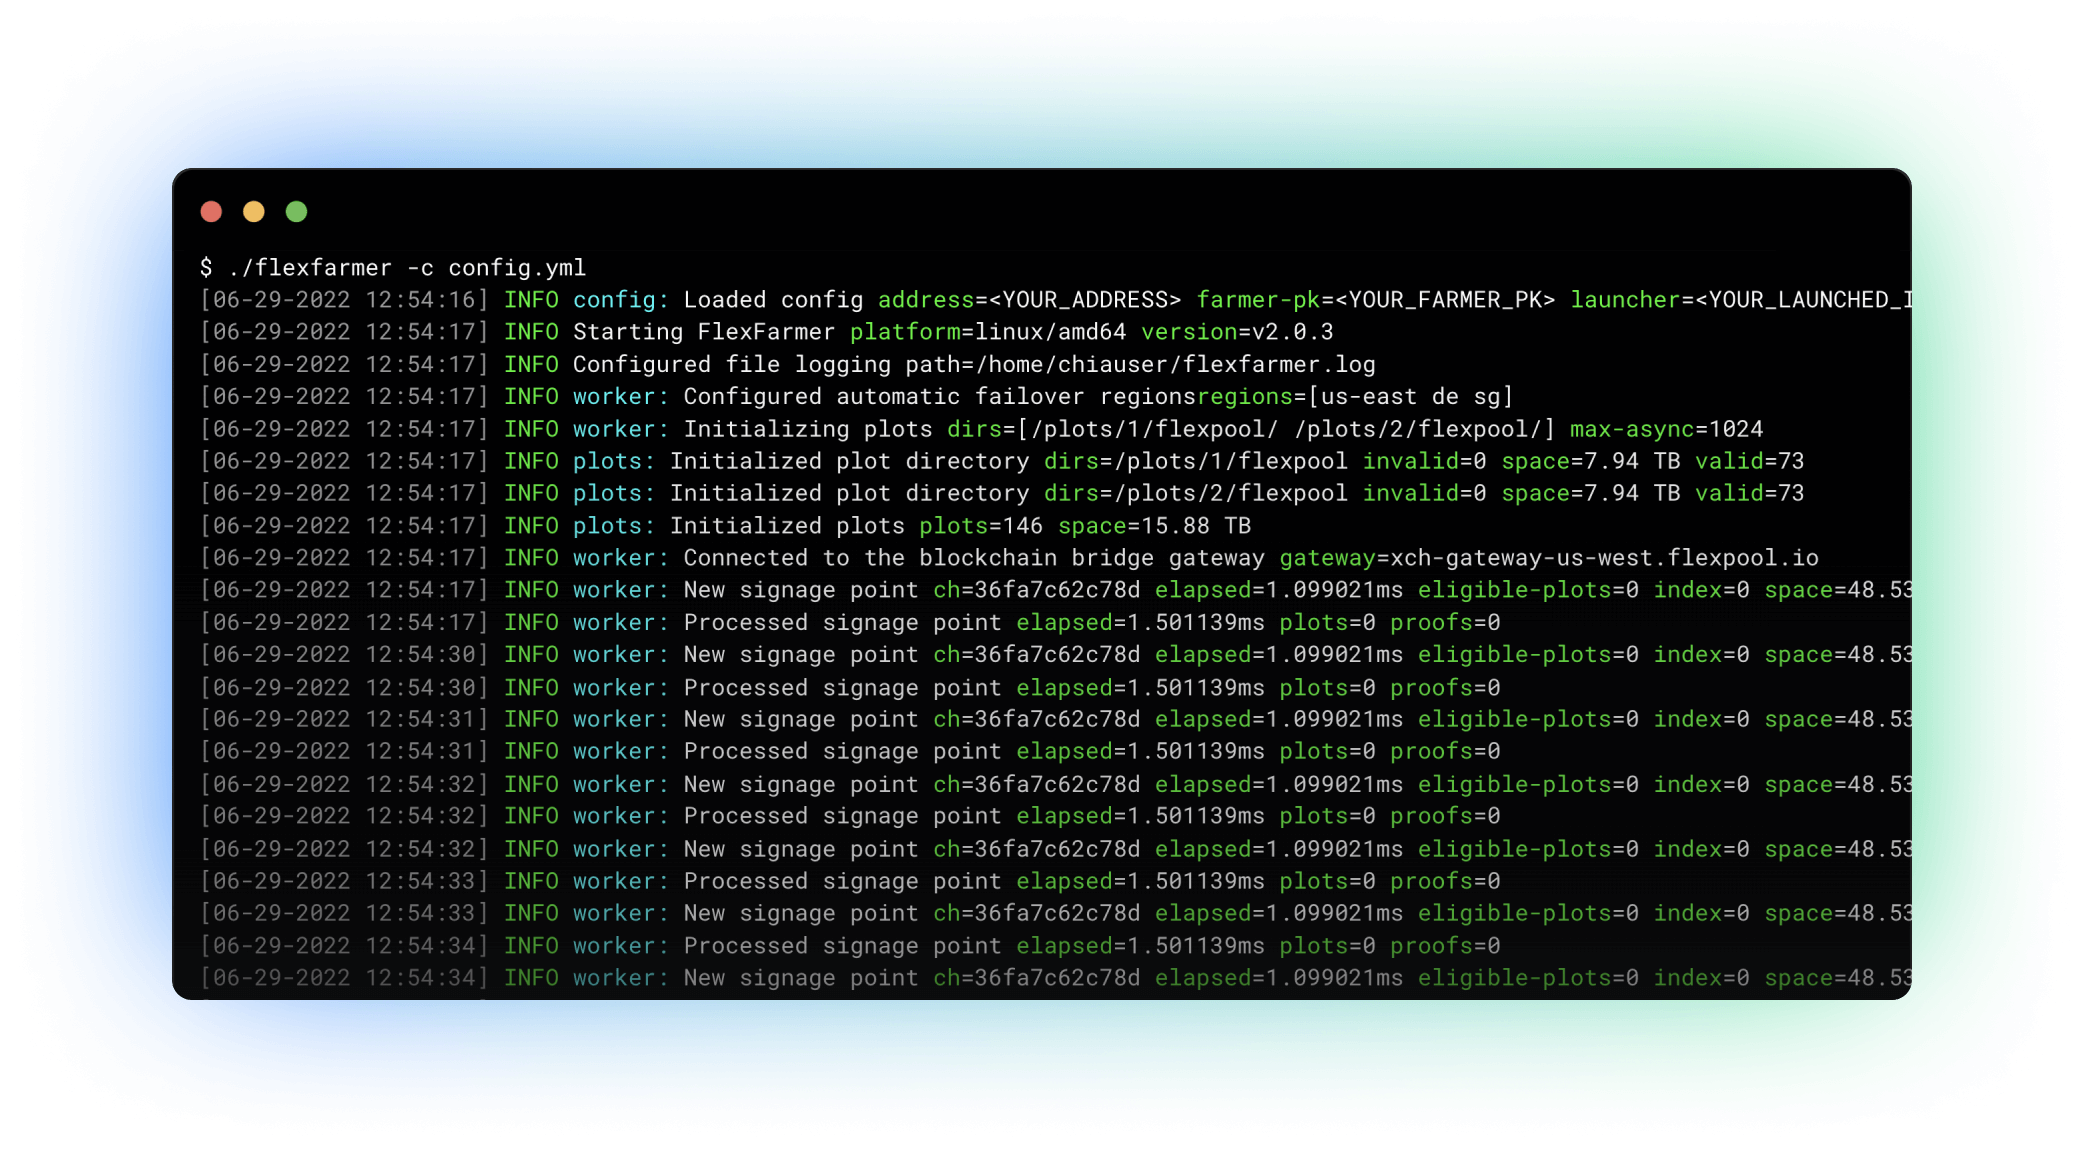 $ ./flexfarmer -c config.yml
[06-29-2022 12:54:16] INFO config: Loaded config address=<YOUR_ADDRESS> farmer-pk=<YOUR_FARMER_PK> launcher=<YOUR_LAUNCHED_I
[06-29-2022 12:54:17] INFO Starting FlexFarmer platform=linux/amd64 version=v2.0.3
[06-29-2022 12:54:17] INFO Configured file logging path=/home/chiauser/flexfarmer.log
[06-29-2022 12:54:17] INFO worker: Configured automatic failover regionsregions=[us-east de sg]
[06-29-2022 12:54:17] INFO worker: Initializing plots dirs=[/plots/1/flexpool/ /plots/2/flexpool/] max-async=1024
[06-29-2022 12:54:17] INFO plots: Initialized plot directory dirs=/plots/1/flexpool invalid=0 space=7.94 TB valid=73
[06-29-2022 12:54:17] INFO plots: Initialized plot directory dirs=/plots/2/flexpool invalid=0 space=7.94 TB valid=73
[06-29-2022 12:54:17] INFO plots: Initialized plots plots=146 space=15.88 TB
[06-29-2022 12:54:17] INFO worker: Connected to the blockchain bridge gateway gateway=xch-gateway-us-west.flexpool.io
[06-29-2022 12:54:17] INFO worker: New signage point ch=36fa7c62c78d elapsed=1.099021ms eligible-plots=0 index=0 space=48.53
[06-29-2022 12:54:17] INFO worker: Processed signage point elapsed=1.501139ms plots=0 proofs=0
[06-29-2022 12:54:30] INFO worker: New signage point ch=36fa7c62c78d elapsed=1.099021ms eligible-plots=0 index=0 space=48.53
[06-29-2022 12:54:30] INFO worker: Processed signage point elapsed=1.501139ms plots=0 proofs=0
[06-29-2022 12:54:31] INFO worker: New signage point ch=36fa7c62c78d elapsed=1.099021ms eligible-plots=0 index=0 space=48.53
[06-29-2022 12:54:31] INFO worker: Processed signage point elapsed=1.501139ms plots=0 proofs=0
[06-29-2022 12:54:32] INFO worker: New signage point ch=36fa7c62c78d elapsed=1.099021ms eligible-plots=0 index=0 space=48.53
[06-29-2022 12:54:32] INFO worker: Processed signage point elapsed=1.501139ms plots=0 proofs=0
[06-29-2022 12:54:32] INFO worker: New signage point ch=36fa7c62c78d elapsed=1.099021ms eligible-plots=0 index=0 space=48.53
[06-29-2022 12:54:33] INFO worker: Processed signage point elapsed=1.501139ms plots=0 proofs=0
[06-29-2022 12:54:33] INFO worker: New signage point ch=36fa7c62c78d elapsed=1.099021ms eligible-plots=0 index=0 space=48.53
[06-29-2022 12:54:34] INFO worker: Processed signage point elapsed=1.501139ms plots=0 proofs=0
[06-29-2022 12:54:34] INFO worker: New signage point ch=36fa7c62c78d elapsed=1.099021ms eligible-plots=0 index=0 space=48.53